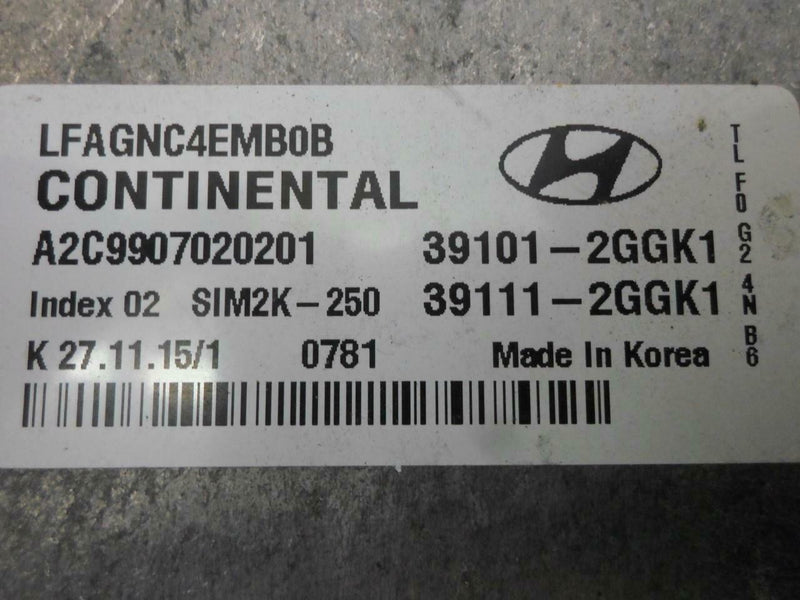 LFAGNC4EMB0B
CONTINENTAL
A2C9907020201 39101-2GGK1
Index 02 SIM2K-250 39111-2GGK1
K 27.11.15/1 0781 Made In Korea
TL F0 G2 4N B6